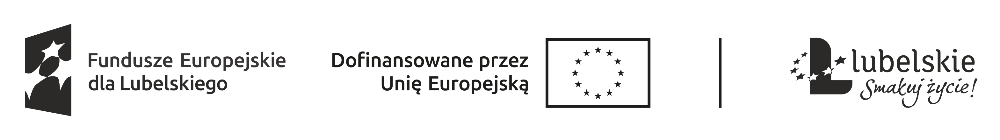 Fundusze Europejskie
dla Lubelskiego
Dofinansowane przez
Unię Europejską
lubelskie
Smakuj życie!